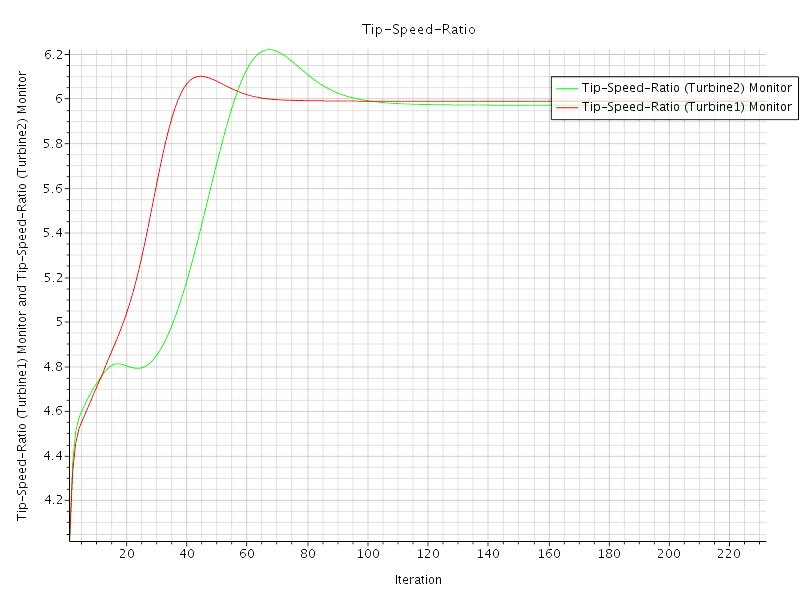 Tip-Speed-Ratio
Tip-Speed-Ratio (Turbine1) Monitor and Tip-Speed-Ratio (Turbine2) Monitor
6.2
6
5.8
5.6
5.4
5.2
5
4.8
4.6
4.4
4.2
Tip-Speed-Ratio (Turbine2) Monitor
Tip-Speed-Ratio (Turbine1) Monitor
20 40 60 80 100 120 140 160 180 200 220
Iteration